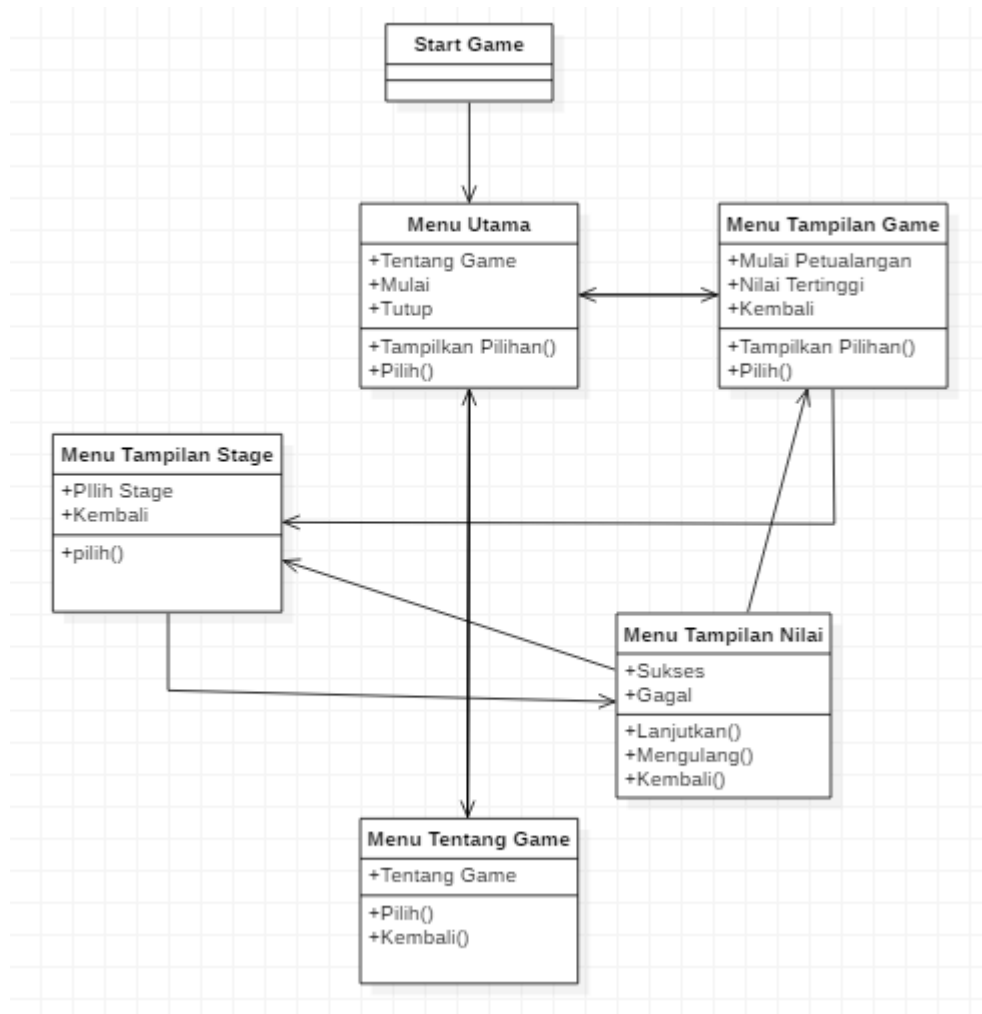 Start Game
Menu Utama
+Tentang Game
+Mulai
+Tutup
+Tampilkan Pilihan()
+Pilih()
Menu Tampilan Game
+Mulai Petualangan
+Nilai Tertinggi
+Kembali
+Tampilkan Pilihan()
+Pilih()
Menu Tampilan Stage
+PIlih Stage
+Kembali
+pilih()
Menu Tampilan Nilai
+Sukses
+Gagal
+Lanjutkan()
+Mengulang()
+Kembali()
Menu Tentang Game
+Tentang Game
+Pilih()
+Kembali()